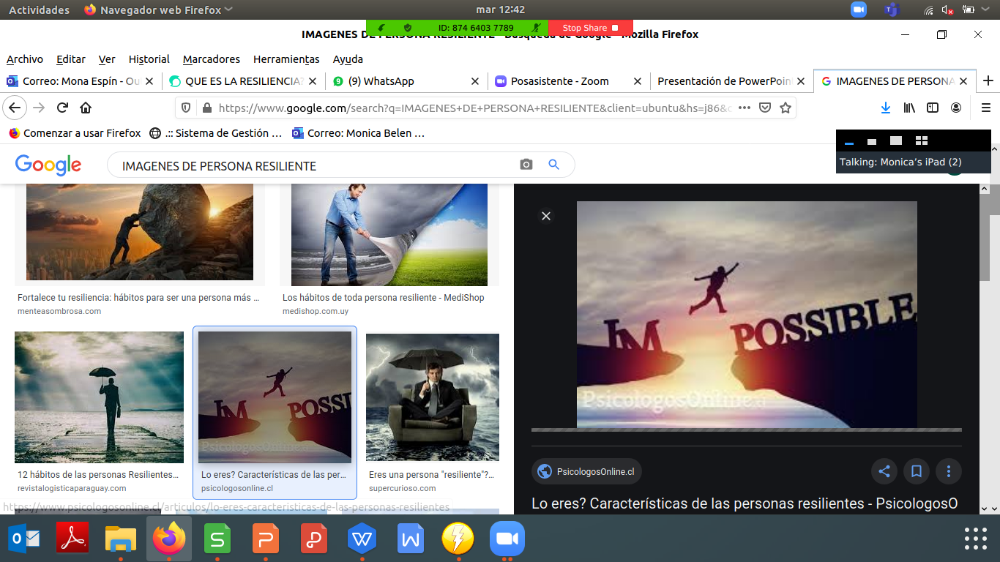 Actividades
Navegador web Firefox
mar 12:42
IMAGENES DE PERSONA RESILIENTE - Búsqueda de Google - Mozilla Firefox
ID: 874 6403 7789
Stop Share
Archivo Editar Ver Historial Marcadores Herramientas Ayuda
Correo: Mona Espín - Ou
QUE ES LA RESILIENCIA?
(9) WhatsApp
Posasistente - Zoom
Presentación de PowerPoin
IMAGENES DE PERSONA
https://www.google.com/search?q=IMAGENES+DE+PERSONA+RESILIENTE&client=ubuntu&hs=j86&
Comenzar a usar Firefox
.:: Sistema de Gestión ...
Correo: Monica Belen ...
Talking: Monica's iPad (2)
Google
IMAGENES DE PERSONA RESILIENTE
Fortalece tu resiliencia: hábitos para ser una persona más ...
menteasombrosa.com
Los hábitos de toda persona resiliente - MediShop
medishop.com.uy
IM POSSIBLE
PsicologosOnline.cl
IM POSSIBL
PsicologosOnline
12 hábitos de las personas Resilientes...
revistalogisticaparaguay.com
Lo eres? Características de las per...
psicologosonline.cl
Eres una persona "resiliente"?...
supercurioso.com
PsicologosOnline.cl
Lo eres? Características de las personas resilientes - PsicologosO
https://www.psicologosonline.cl/articulos/lo-eres-caracteristicas-de-las-personas-resilientes